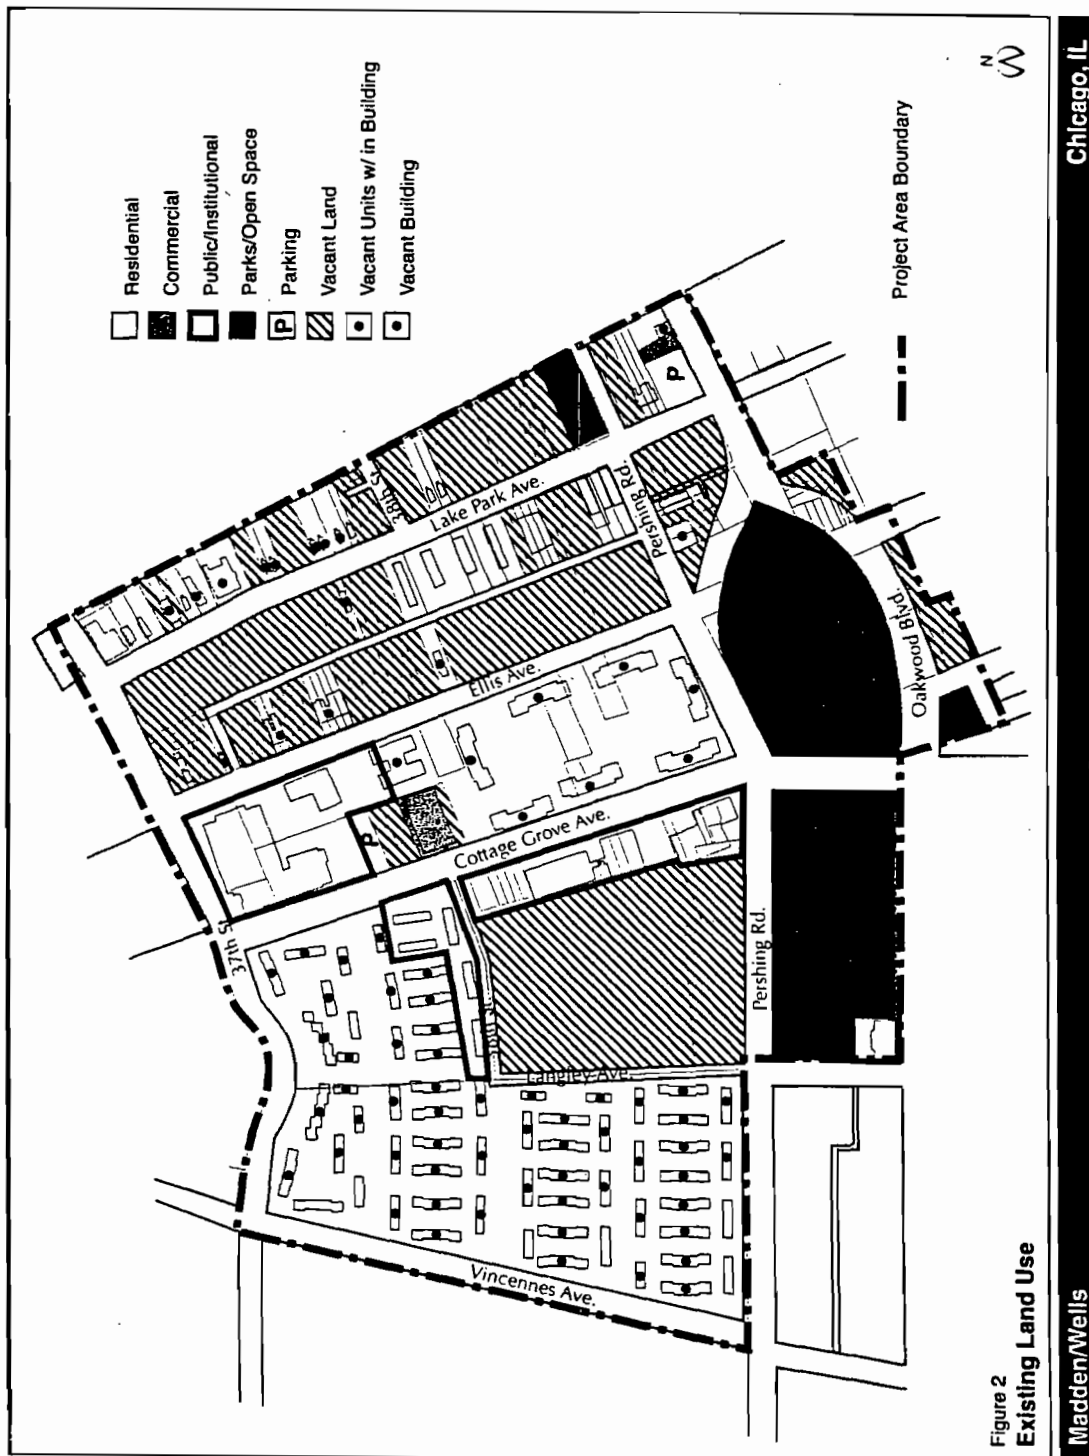 N
Residential
Commercial
Public/Institutional
Parks/Open Space
P Parking
Vacant Land
Vacant Units w/ in Building
Vacant Building
Project Area Boundary
37th St.
38th St.
Lake Park Ave.
Pershing Rd.
P
Ellis Ave.
P
Cottage Grove Ave.
Oakwood Blvd.
Pershing Rd.
Langley Ave.
Vincennes Ave.
Figure 2
Existing Land Use
Madden/Wells
Chicago, IL